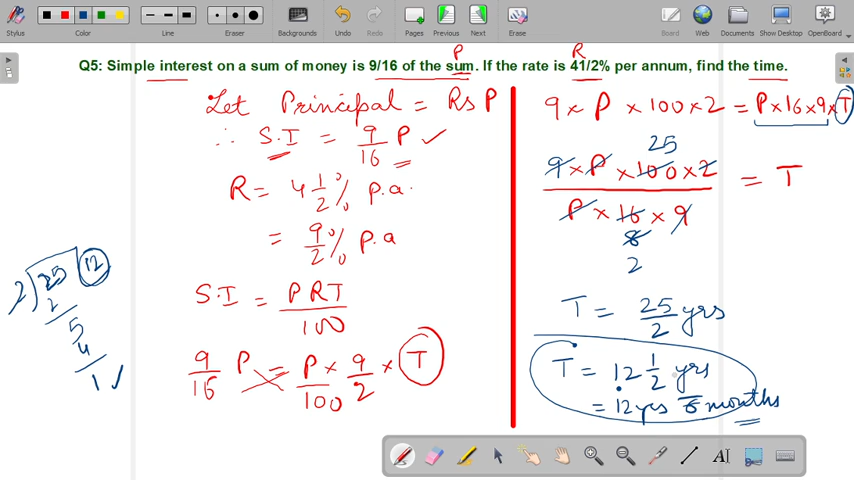 Stylus
Colors
Line
Eraser
Backgrounds
Undo
Redo
Pages
Previous
Next
Erase
Board
Resources
Desktop
Show Desktop
OpenBoard
P
R
Q5: Simple interest on a sum of money is 9/16 of the sum. If the rate is 41/2% per annum, find the time.
Let Principal = Rs P
∴ S.I = 9/16 P ✓
R = 4 1/2 % p.a.
= 9/2 % p.a
S.I = PRT/100
9/16 P = P/100 × 9/2 × T
2) 25 (12
2
5
4
1 ✓
9 × P × 100 × 2 = P × 16 × 9 × T
25
9 × P × 100 × 2 / P × 16 × 9 = T
8
2
T = 25/2 yrs
T = 12 1/2 yrs
= 12 yrs 6 months